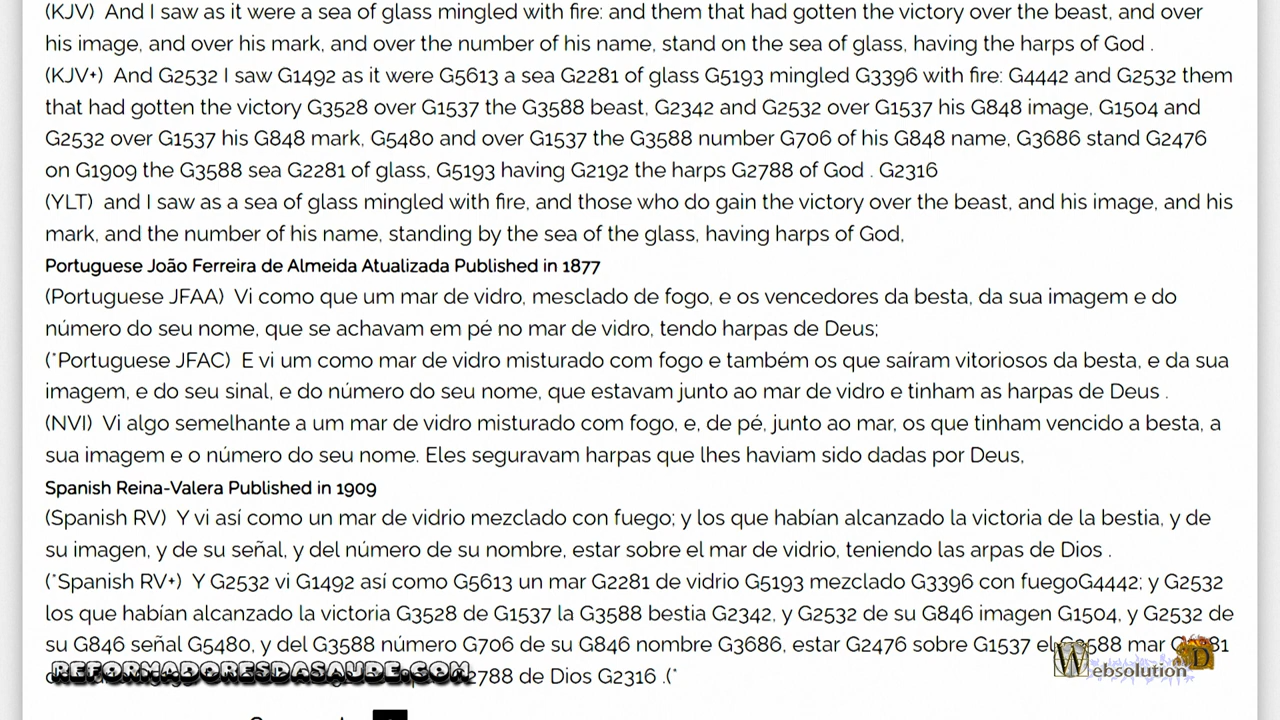 (KJV) And I saw as it were a sea of glass mingled with fire: and them that had gotten the victory over the beast, and over
his image, and over his mark, and over the number of his name, stand on the sea of glass, having the harps of God .
(KJV+) And G2532 I saw G1492 as it were G5613 a sea G2281 of glass G5193 mingled G3396 with fire: G4442 and G2532 them
that had gotten the victory G3528 over G1537 the G3588 beast, G2342 and G2532 over G1537 his G848 image, G1504 and
G2532 over G1537 his G848 mark, G5480 and over G1537 the G3588 number G706 of his G848 name, G3686 stand G2476
on G1909 the G3588 sea G2281 of glass, G5193 having G2192 the harps G2788 of God . G2316
(YLT) and I saw as a sea of glass mingled with fire, and those who do gain the victory over the beast, and his image, and his
mark, and the number of his name, standing by the sea of the glass, having harps of God,
Portuguese João Ferreira de Almeida Atualizada Published in 1877
(Portuguese JFAA) Vi como que um mar de vidro, mesclado de fogo, e os vencedores da besta, da sua imagem e do
número do seu nome, que se achavam em pé no mar de vidro, tendo harpas de Deus;
(*Portuguese JFAC) E vi um como mar de vidro misturado com fogo e também os que saíram vitoriosos da besta, e da sua
imagem, e do seu sinal, e do número do seu nome, que estavam junto ao mar de vidro e tinham as harpas de Deus .
(NVI) Vi algo semelhante a um mar de vidro misturado com fogo, e, de pé, junto ao mar, os que tinham vencido a besta, a
sua imagem e o número do seu nome. Eles seguravam harpas que lhes haviam sido dadas por Deus,
Spanish Reina-Valera Published in 1909
(Spanish RV) Y vi así como un mar de vidrio mezclado con fuego; y los que habían alcanzado la victoria de la bestia, y de
su imagen, y de su señal, y del número de su nombre, estar sobre el mar de vidrio, teniendo las arpas de Dios .
(*Spanish RV+) Y G2532 vi G1492 así como G5613 un mar G2281 de vidrio G5193 mezclado G3396 con fuegoG4442; y G2532
los que habían alcanzado la victoria G3528 de G1537 la G3588 bestia G2342, y G2532 de su G846 imagen G1504, y G2532 de
su G846 señal G5480, y del G3588 número G706 de su G846 nombre G3686, estar G2476 sobre G1537 el G3588 mar
REFORMADORESDASAUDE.COM
2788 de Dios G2316 .(*
Websolution D